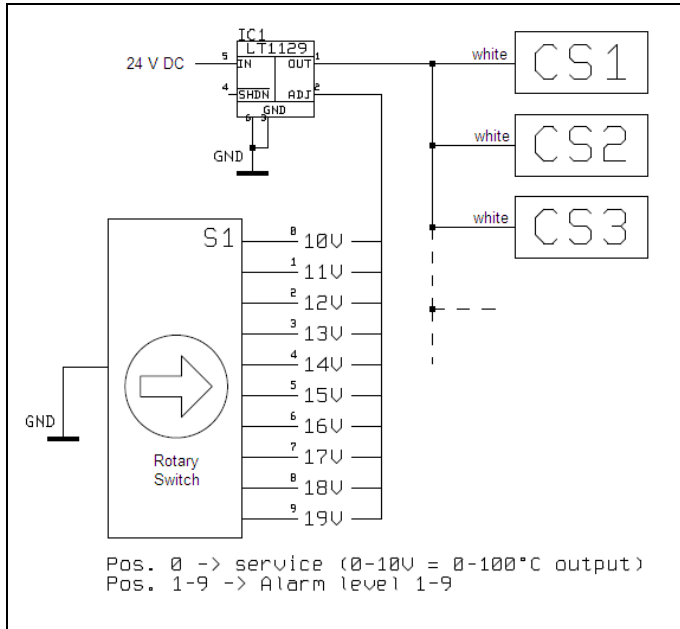 IC1
LT1129
24 V DC
5
IN
OUT
1
white
CS1
4
SHDN
ADJ
2
GND
6
3
GND
white
CS2
white
CS3
S1
0
10V
1
11V
2
12V
3
13V
4
14V
5
15V
6
16V
7
17V
8
18V
9
19V
GND
Rotary
Switch
Pos. 0 -> service (0-10V = 0-100°C output)
Pos. 1-9 -> Alarm level 1-9